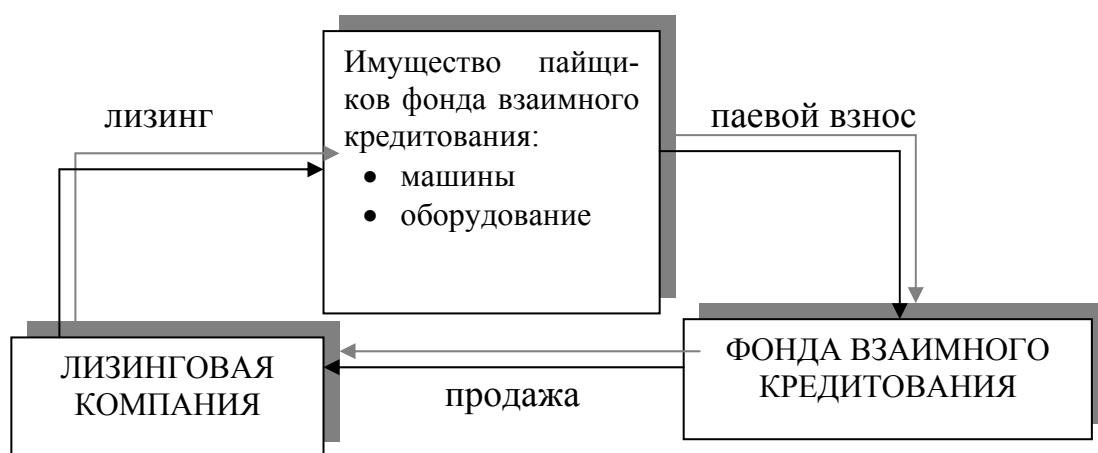 Имущество пайщи-
ков фонда взаимного
кредитования:
• машины
• оборудование
лизинг
паевой взнос
ЛИЗИНГОВАЯ
КОМПАНИЯ
продажа
ФОНДА ВЗАИМНОГО
КРЕДИТОВАНИЯ